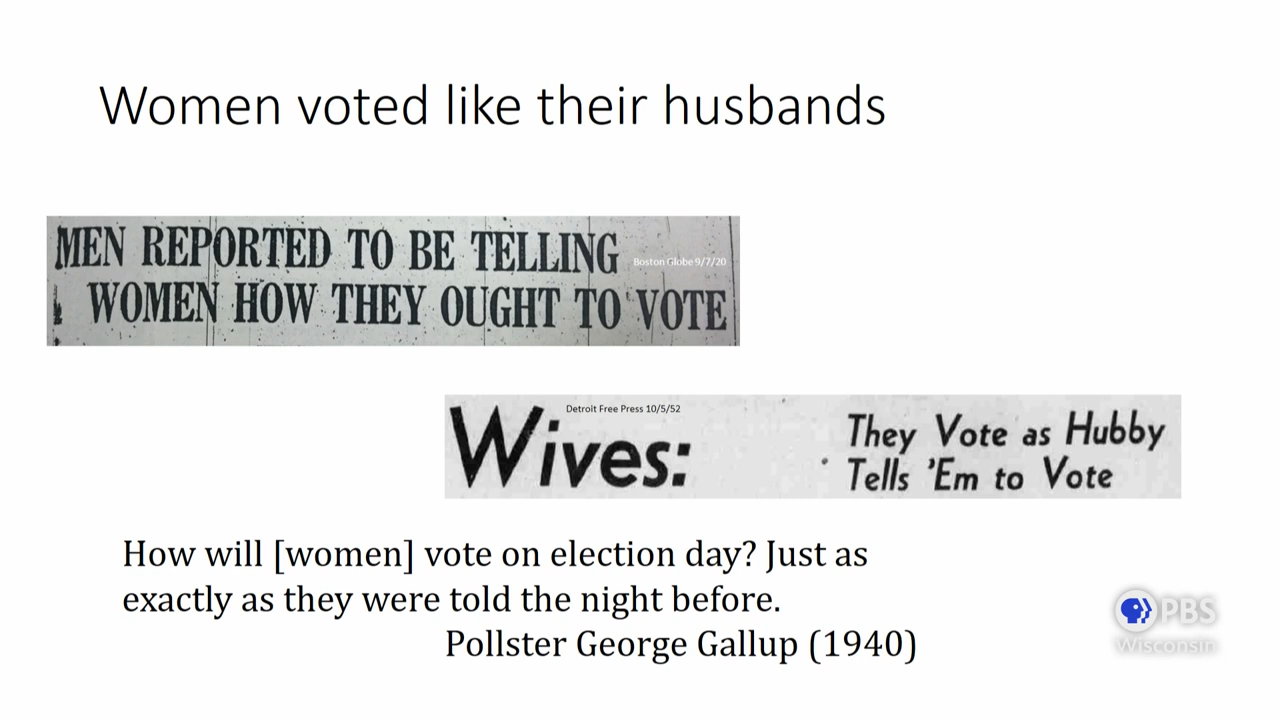 Women voted like their husbands
MEN REPORTED TO BE TELLING
Boston Globe 9/7/20
WOMEN HOW THEY OUGHT TO VOTE
Detroit Free Press 10/5/52
Wives:
They Vote as Hubby
Tells 'Em to Vote
How will [women] vote on election day? Just as
exactly as they were told the night before.
Pollster George Gallup (1940)
PBS
Wisconsin